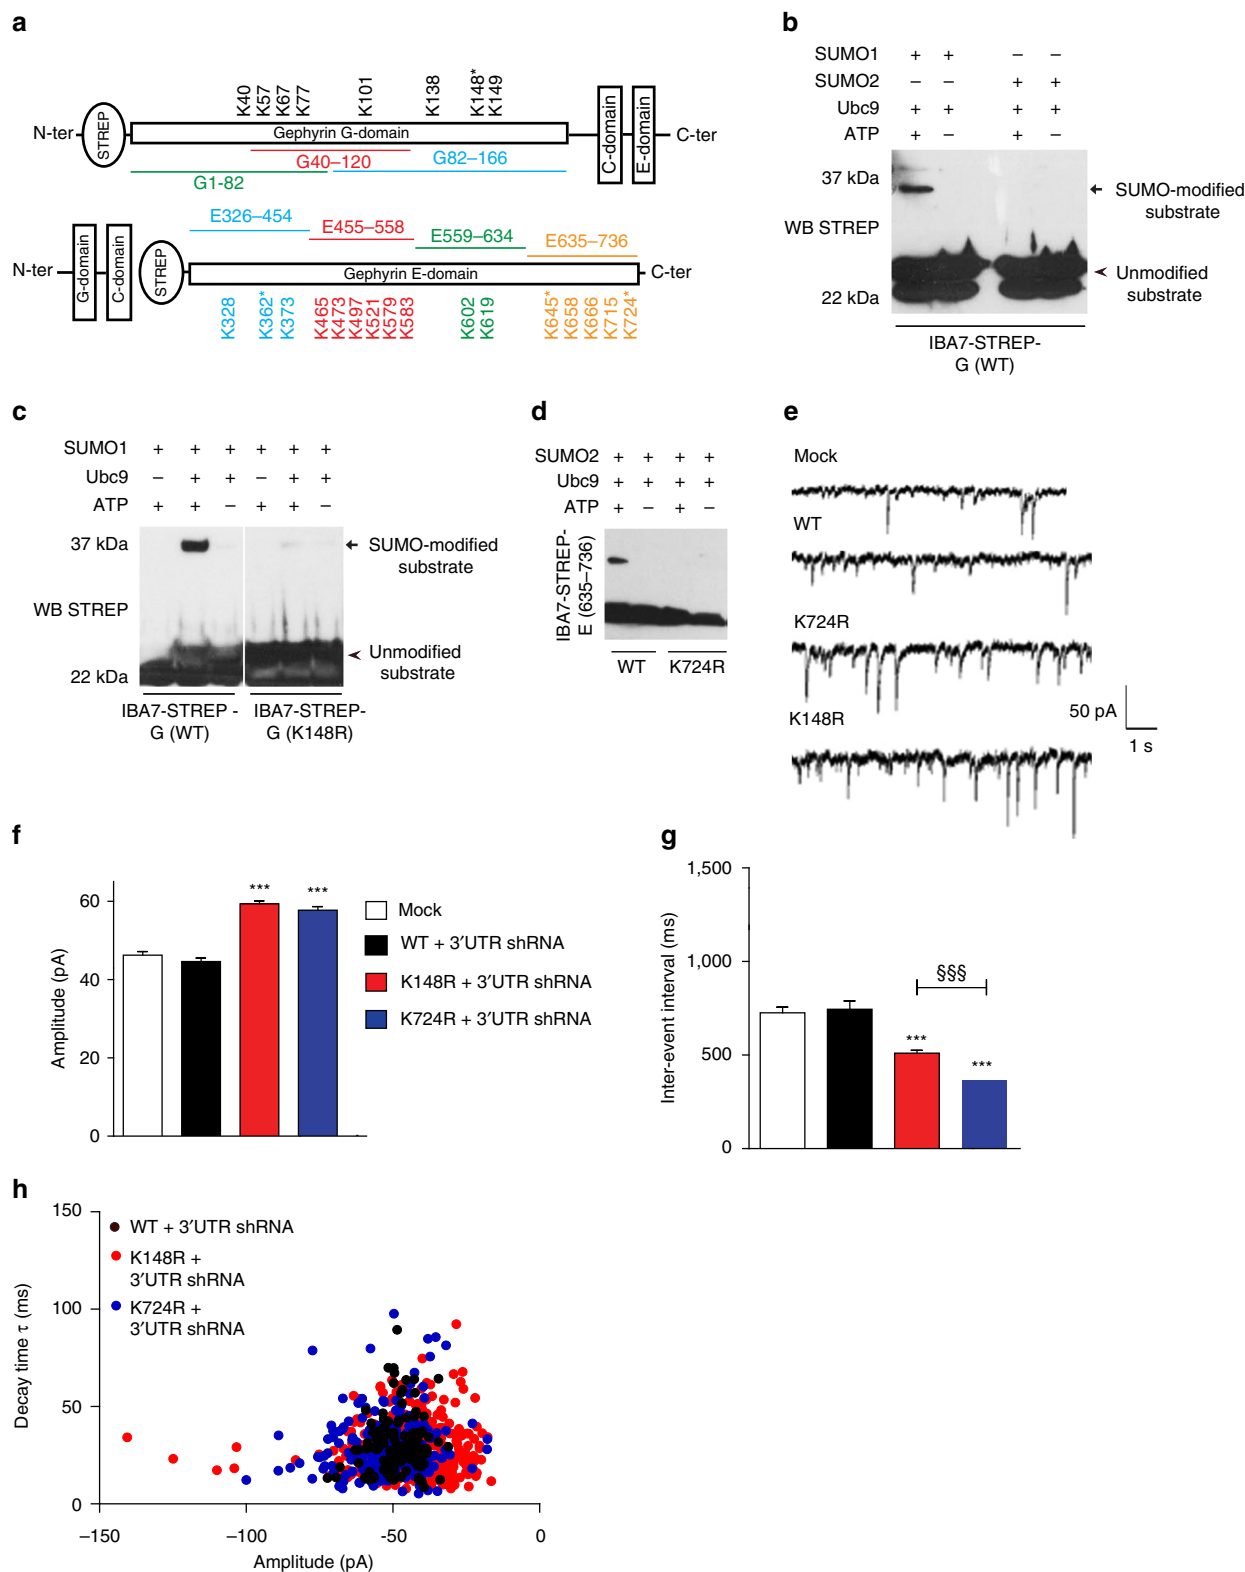 a
K40
K57
K67
K77
K101
K138
K148*
K149
N-ter
STREP
Gephyrin G-domain
C-domain
E-domain
C-ter
G40–120
G82–166
G1-82
E326–454
E455–558
E559–634
E635–736
N-ter
G-domain
C-domain
STREP
Gephyrin E-domain
C-ter
K328
K362*
K373
K465
K473
K497
K521
K579
K583
K602
K619
K645*
K658
K666
K715
K724*
b
SUMO1 + + – –
SUMO2 – – + +
Ubc9 + + + +
ATP + – + –
37 kDa
SUMO-modified
substrate
WB STREP
Unmodified
substrate
22 kDa
IBA7-STREP-
G (WT)
c
SUMO1 + + + + + +
Ubc9 – + + – + +
ATP + + – + + –
37 kDa
SUMO-modified
substrate
WB STREP
Unmodified
substrate
22 kDa
IBA7-STREP -
G (WT)
IBA7-STREP-
G (K148R)
d
SUMO2 + + + +
Ubc9 + + + +
ATP + – + –
IBA7-STREP-
E (635–736)
WT
K724R
e
Mock
WT
K724R
K148R
50 pA
1 s
f
Amplitude (pA)
60
40
20
0
*** ***
Mock
WT + 3′UTR shRNA
K148R + 3′UTR shRNA
K724R + 3′UTR shRNA
g
Inter-event interval (ms)
1,500
1,000
500
0
§§§
***
***
h
Decay time τ (ms)
150
100
50
0
WT + 3′UTR shRNA
K148R +
3′UTR shRNA
K724R +
3′UTR shRNA
–150 –100 -50 0
Amplitude (pA)